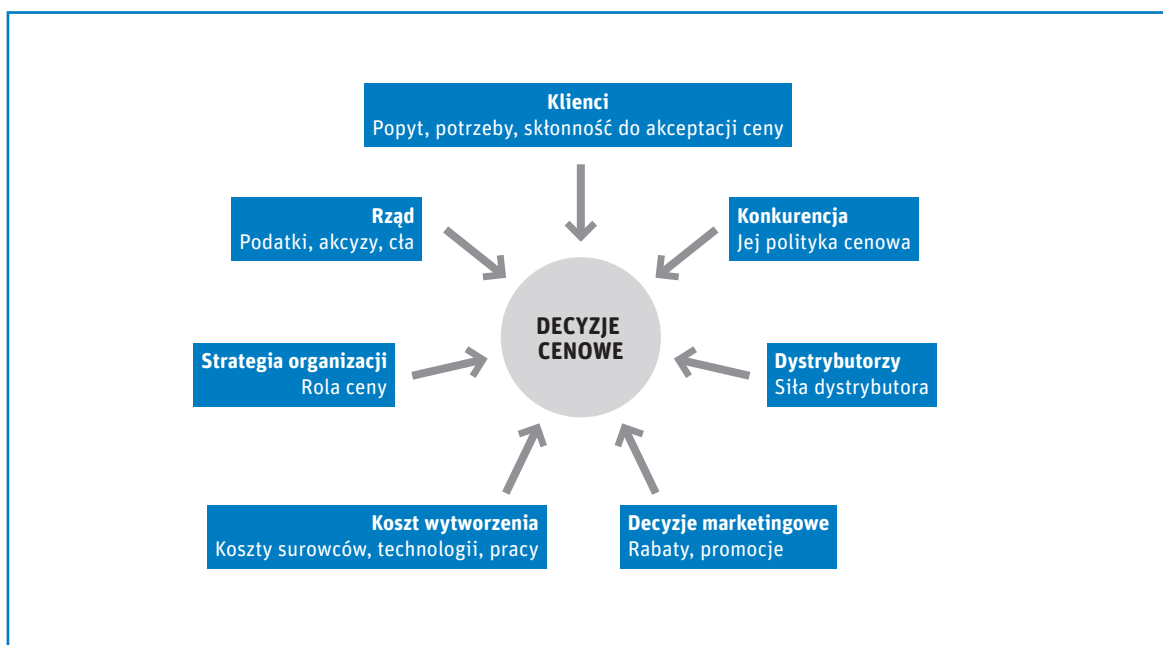 Klienci
Popyt, potrzeby, skłonność do akceptacji ceny
Rząd
Podatki, akcyzy, cła
Konkurencja
Jej polityka cenowa
DECYZJE
CENOWE
Strategia organizacji
Rola ceny
Dystrybutorzy
Siła dystrybutora
Koszt wytworzenia
Koszty surowców, technologii, pracy
Decyzje marketingowe
Rabaty, promocje